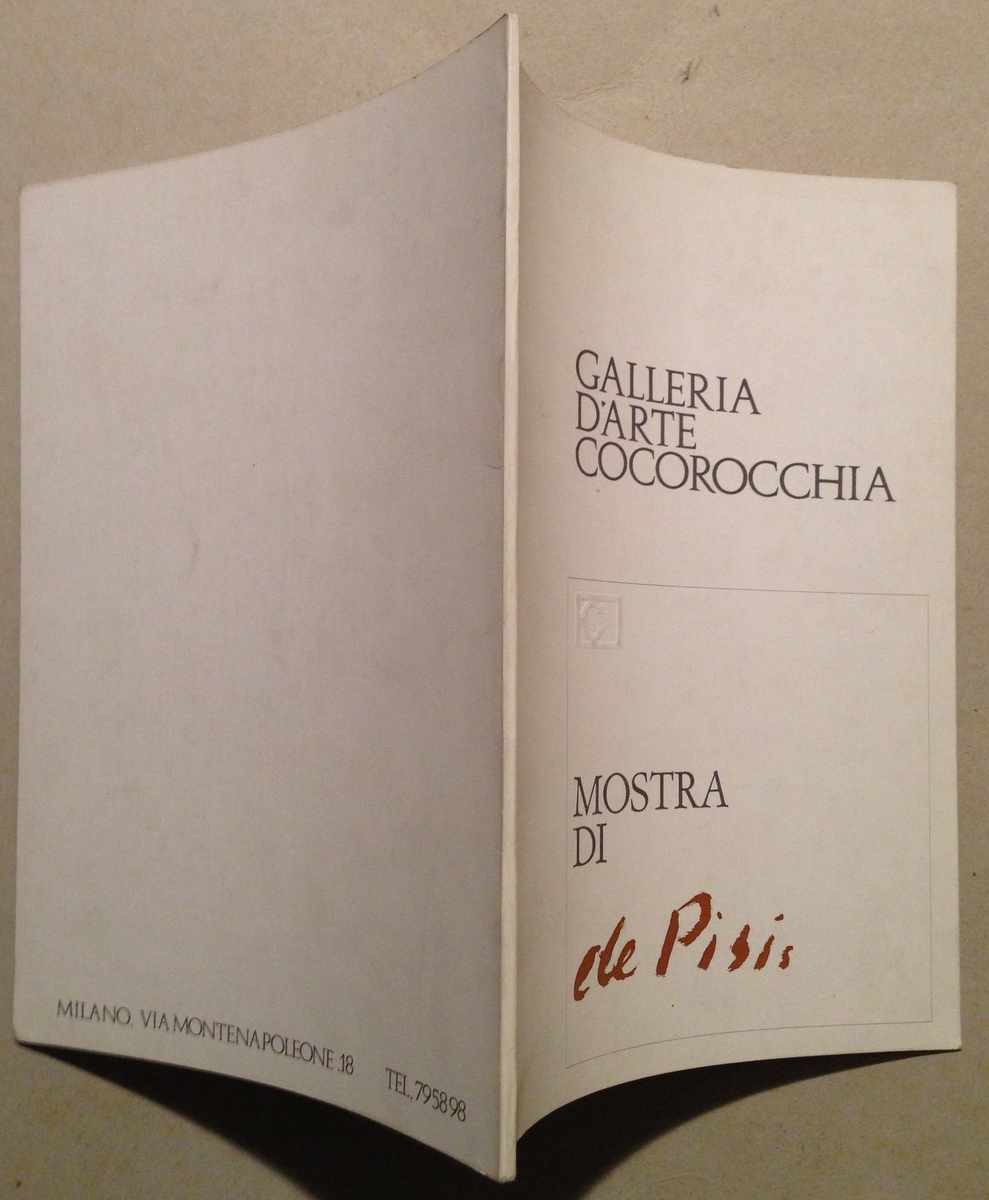 GALLERIA
D'ARTE
COCOROCCHIA
MOSTRA
DI
de Pisis
MILANO. VIA MONTENAPOLEONE .18 TEL., 795898